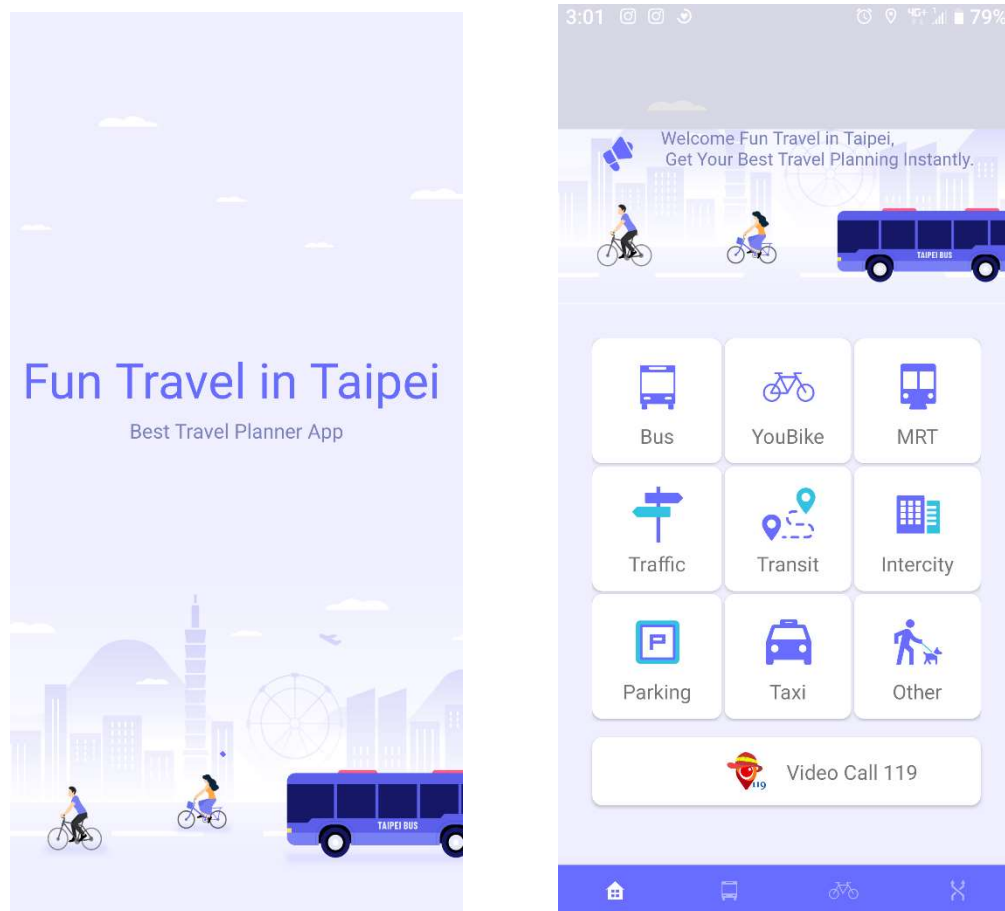 Fun Travel in Taipei
Best Travel Planner App
TAIPEI BUS
3:01
4G+
79%
Welcome Fun Travel in Taipei,
Get Your Best Travel Planning Instantly.
TAIPEI BUS
Bus
YouBike
MRT
Traffic
Transit
Intercity
P
Parking
Taxi
Other
119
Video Call 119